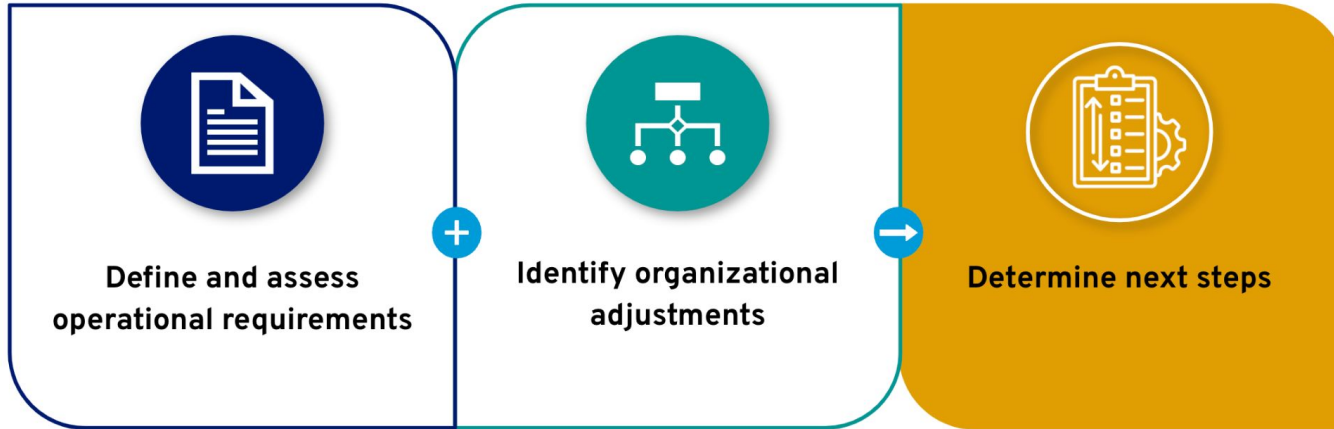 Define and assess
operational requirements
Identify organizational
adjustments
Determine next steps